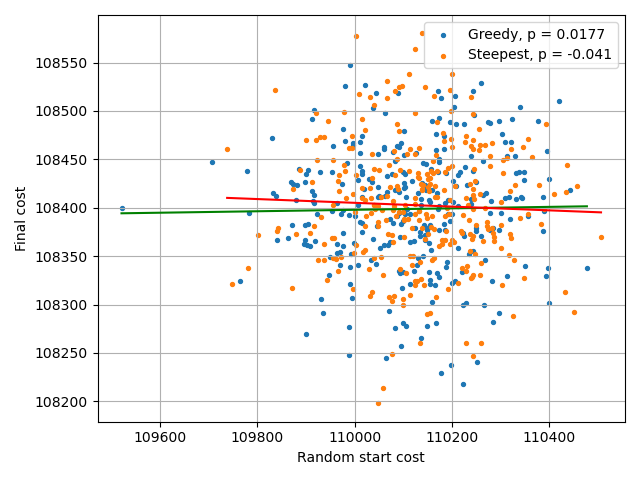 Greedy, p = 0.0177
Steepest, p = -0.041
108550
108500
108450
108400
108350
108300
108250
108200
Final cost
109600 109800 110000 110200 110400
Random start cost